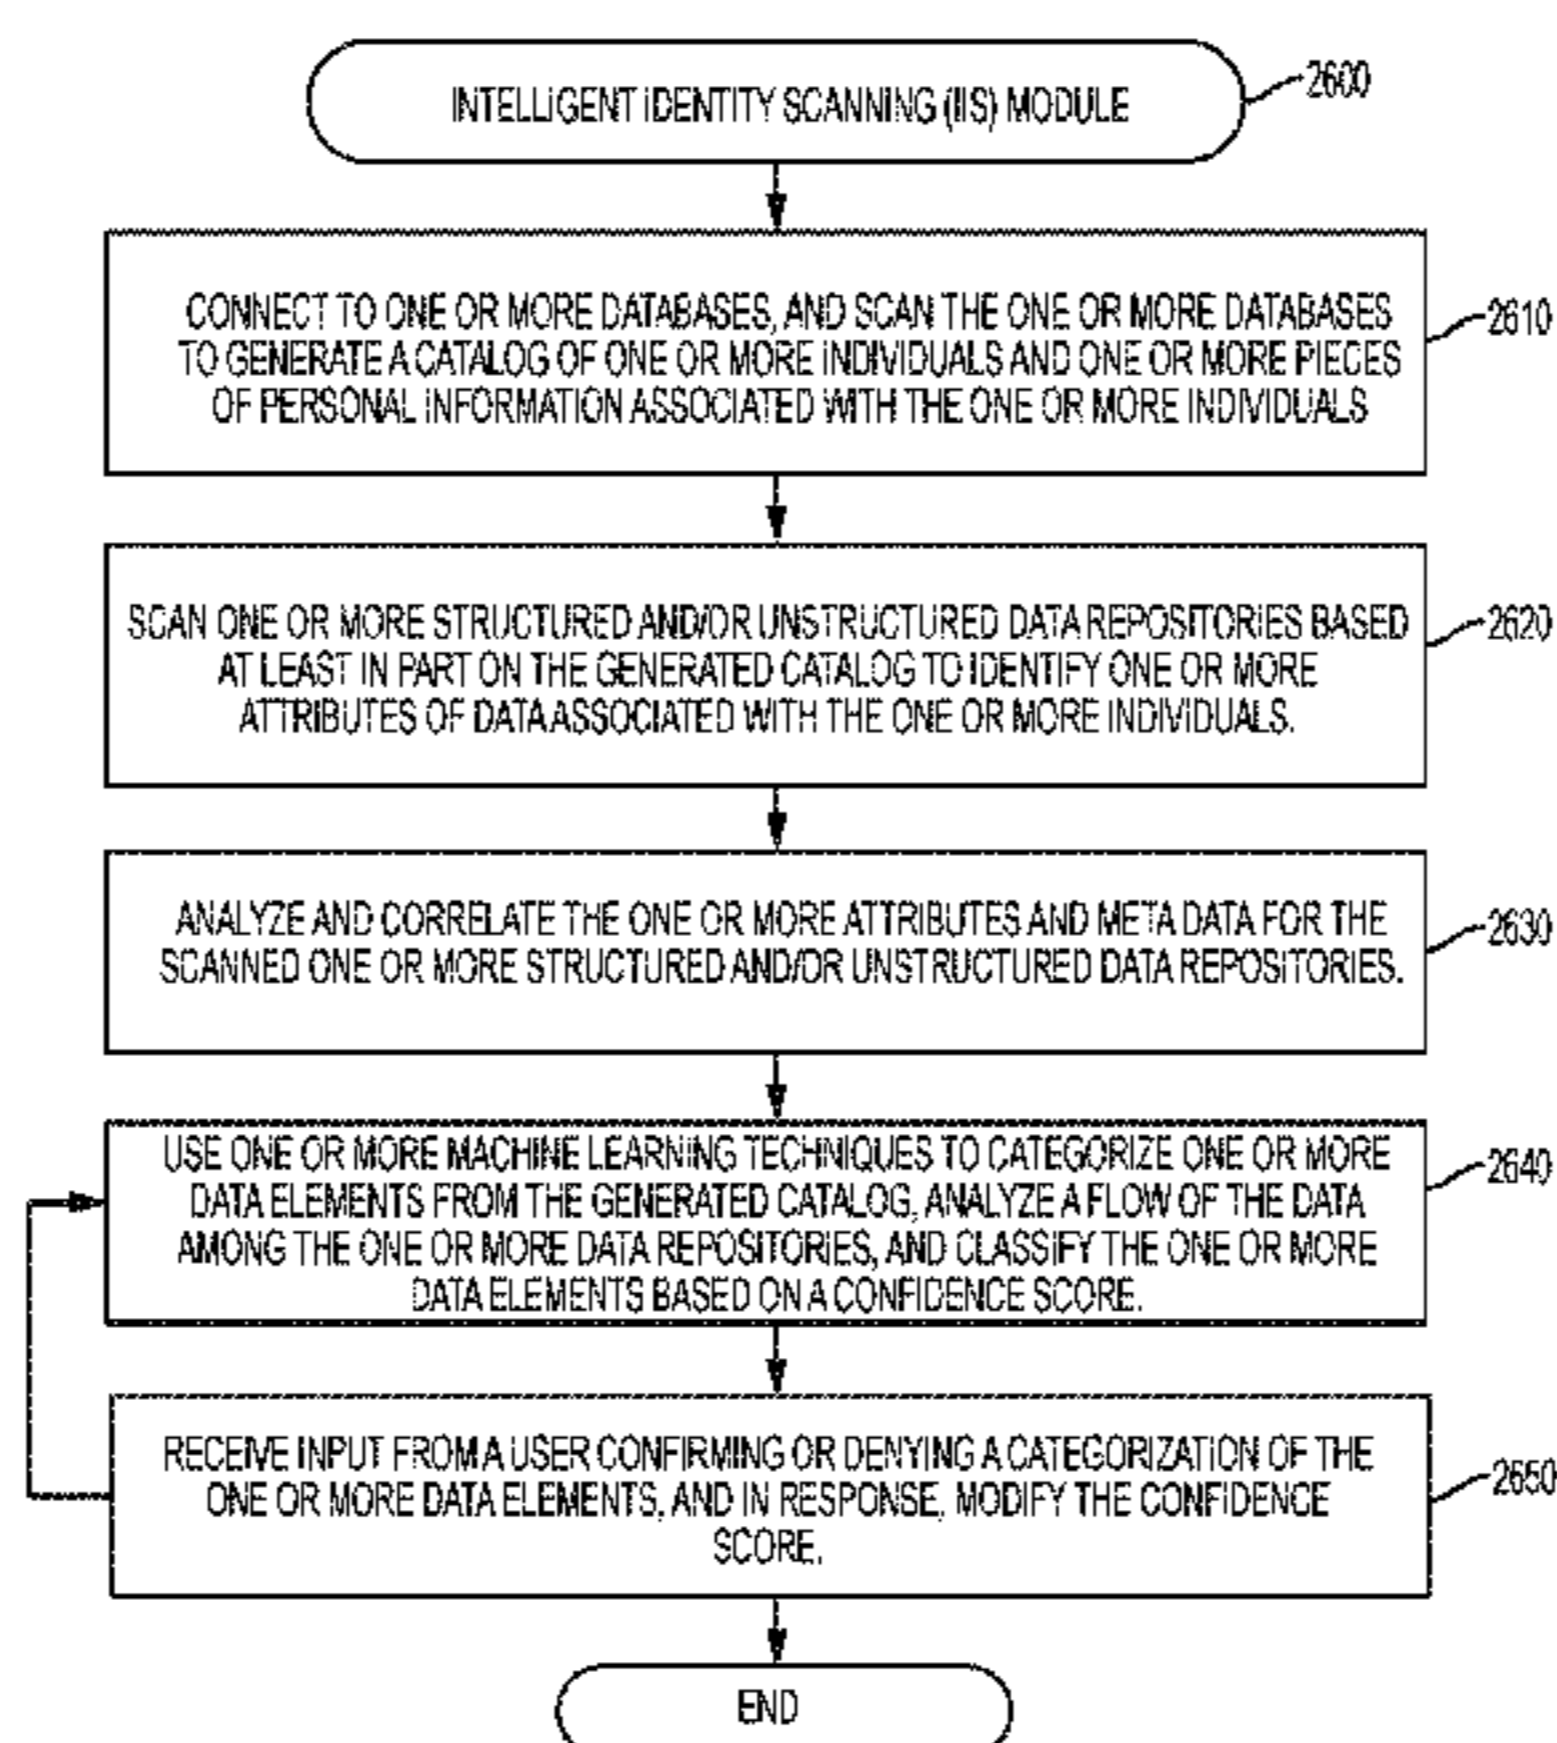 INTELLIGENT IDENTITY SCANNING (IIS) MODULE
2600
CONNECT TO ONE OR MORE DATABASES, AND SCAN THE ONE OR MORE DATABASES
TO GENERATE A CATALOG OF ONE OR MORE INDIVIDUALS AND ONE OR MORE PIECES
OF PERSONAL INFORMATION ASSOCIATED WITH THE ONE OR MORE INDIVIDUALS
2610
SCAN ONE OR MORE STRUCTURED AND/OR UNSTRUCTURED DATA REPOSITORIES BASED
AT LEAST IN PART ON THE GENERATED CATALOG TO IDENTIFY ONE OR MORE
ATTRIBUTES OF DATA ASSOCIATED WITH THE ONE OR MORE INDIVIDUALS.
2620
ANALYZE AND CORRELATE THE ONE OR MORE ATTRIBUTES AND META DATA FOR THE
SCANNED ONE OR MORE STRUCTURED AND/OR UNSTRUCTURED DATA REPOSITORIES.
2630
USE ONE OR MORE MACHINE LEARNING TECHNIQUES TO CATEGORIZE ONE OR MORE
DATA ELEMENTS FROM THE GENERATED CATALOG, ANALYZE A FLOW OF THE DATA
AMONG THE ONE OR MORE DATA REPOSITORIES, AND CLASSIFY THE ONE OR MORE
DATA ELEMENTS BASED ON A CONFIDENCE SCORE.
2640
RECEIVE INPUT FROM A USER CONFIRMING OR DENYING A CATEGORIZATION OF THE
ONE OR MORE DATA ELEMENTS, AND IN RESPONSE, MODIFY THE CONFIDENCE
SCORE.
2650
END